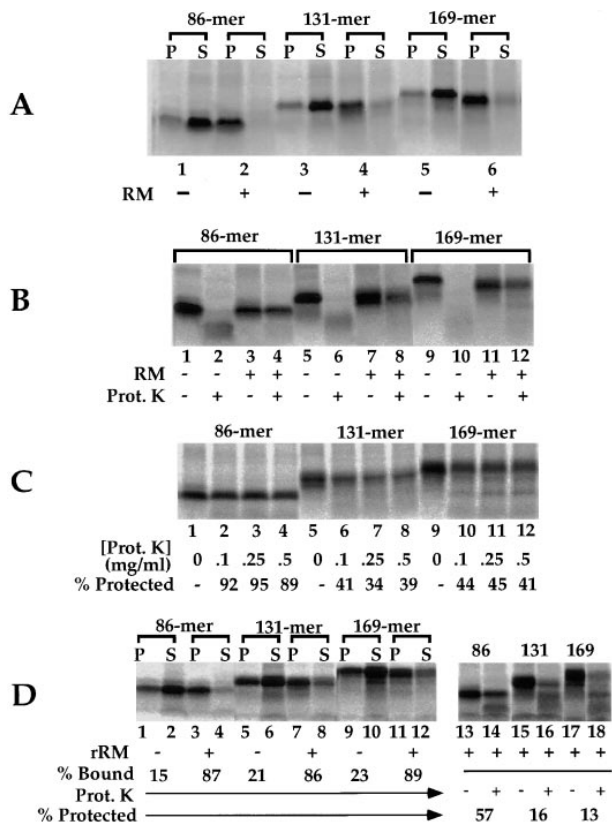 86-mer 131-mer 169-mer
P S P S P S P S P S P S
A
1 2 3 4 5 6
RM - + - + - +
86-mer 131-mer 169-mer
B
1 2 3 4 5 6 7 8 9 10 11 12
RM - - + + - - + + - - + +
Prot. K - + - + - + - + - + - +
86-mer 131-mer 169-mer
C
1 2 3 4 5 6 7 8 9 10 11 12
[Prot. K] (mg/ml) 0 .1 .25 .5 0 .1 .25 .5 0 .1 .25 .5
% Protected - 92 95 89 - 41 34 39 - 44 45 41
86-mer 131-mer 169-mer
P S P S P S P S P S P S 86 131 169
D
1 2 3 4 5 6 7 8 9 10 11 12 13 14 15 16 17 18
rRM - + - + - + + + + + + +
% Bound 15 87 21 86 23 89
Prot. K - + - + - +
% Protected 57 16 13